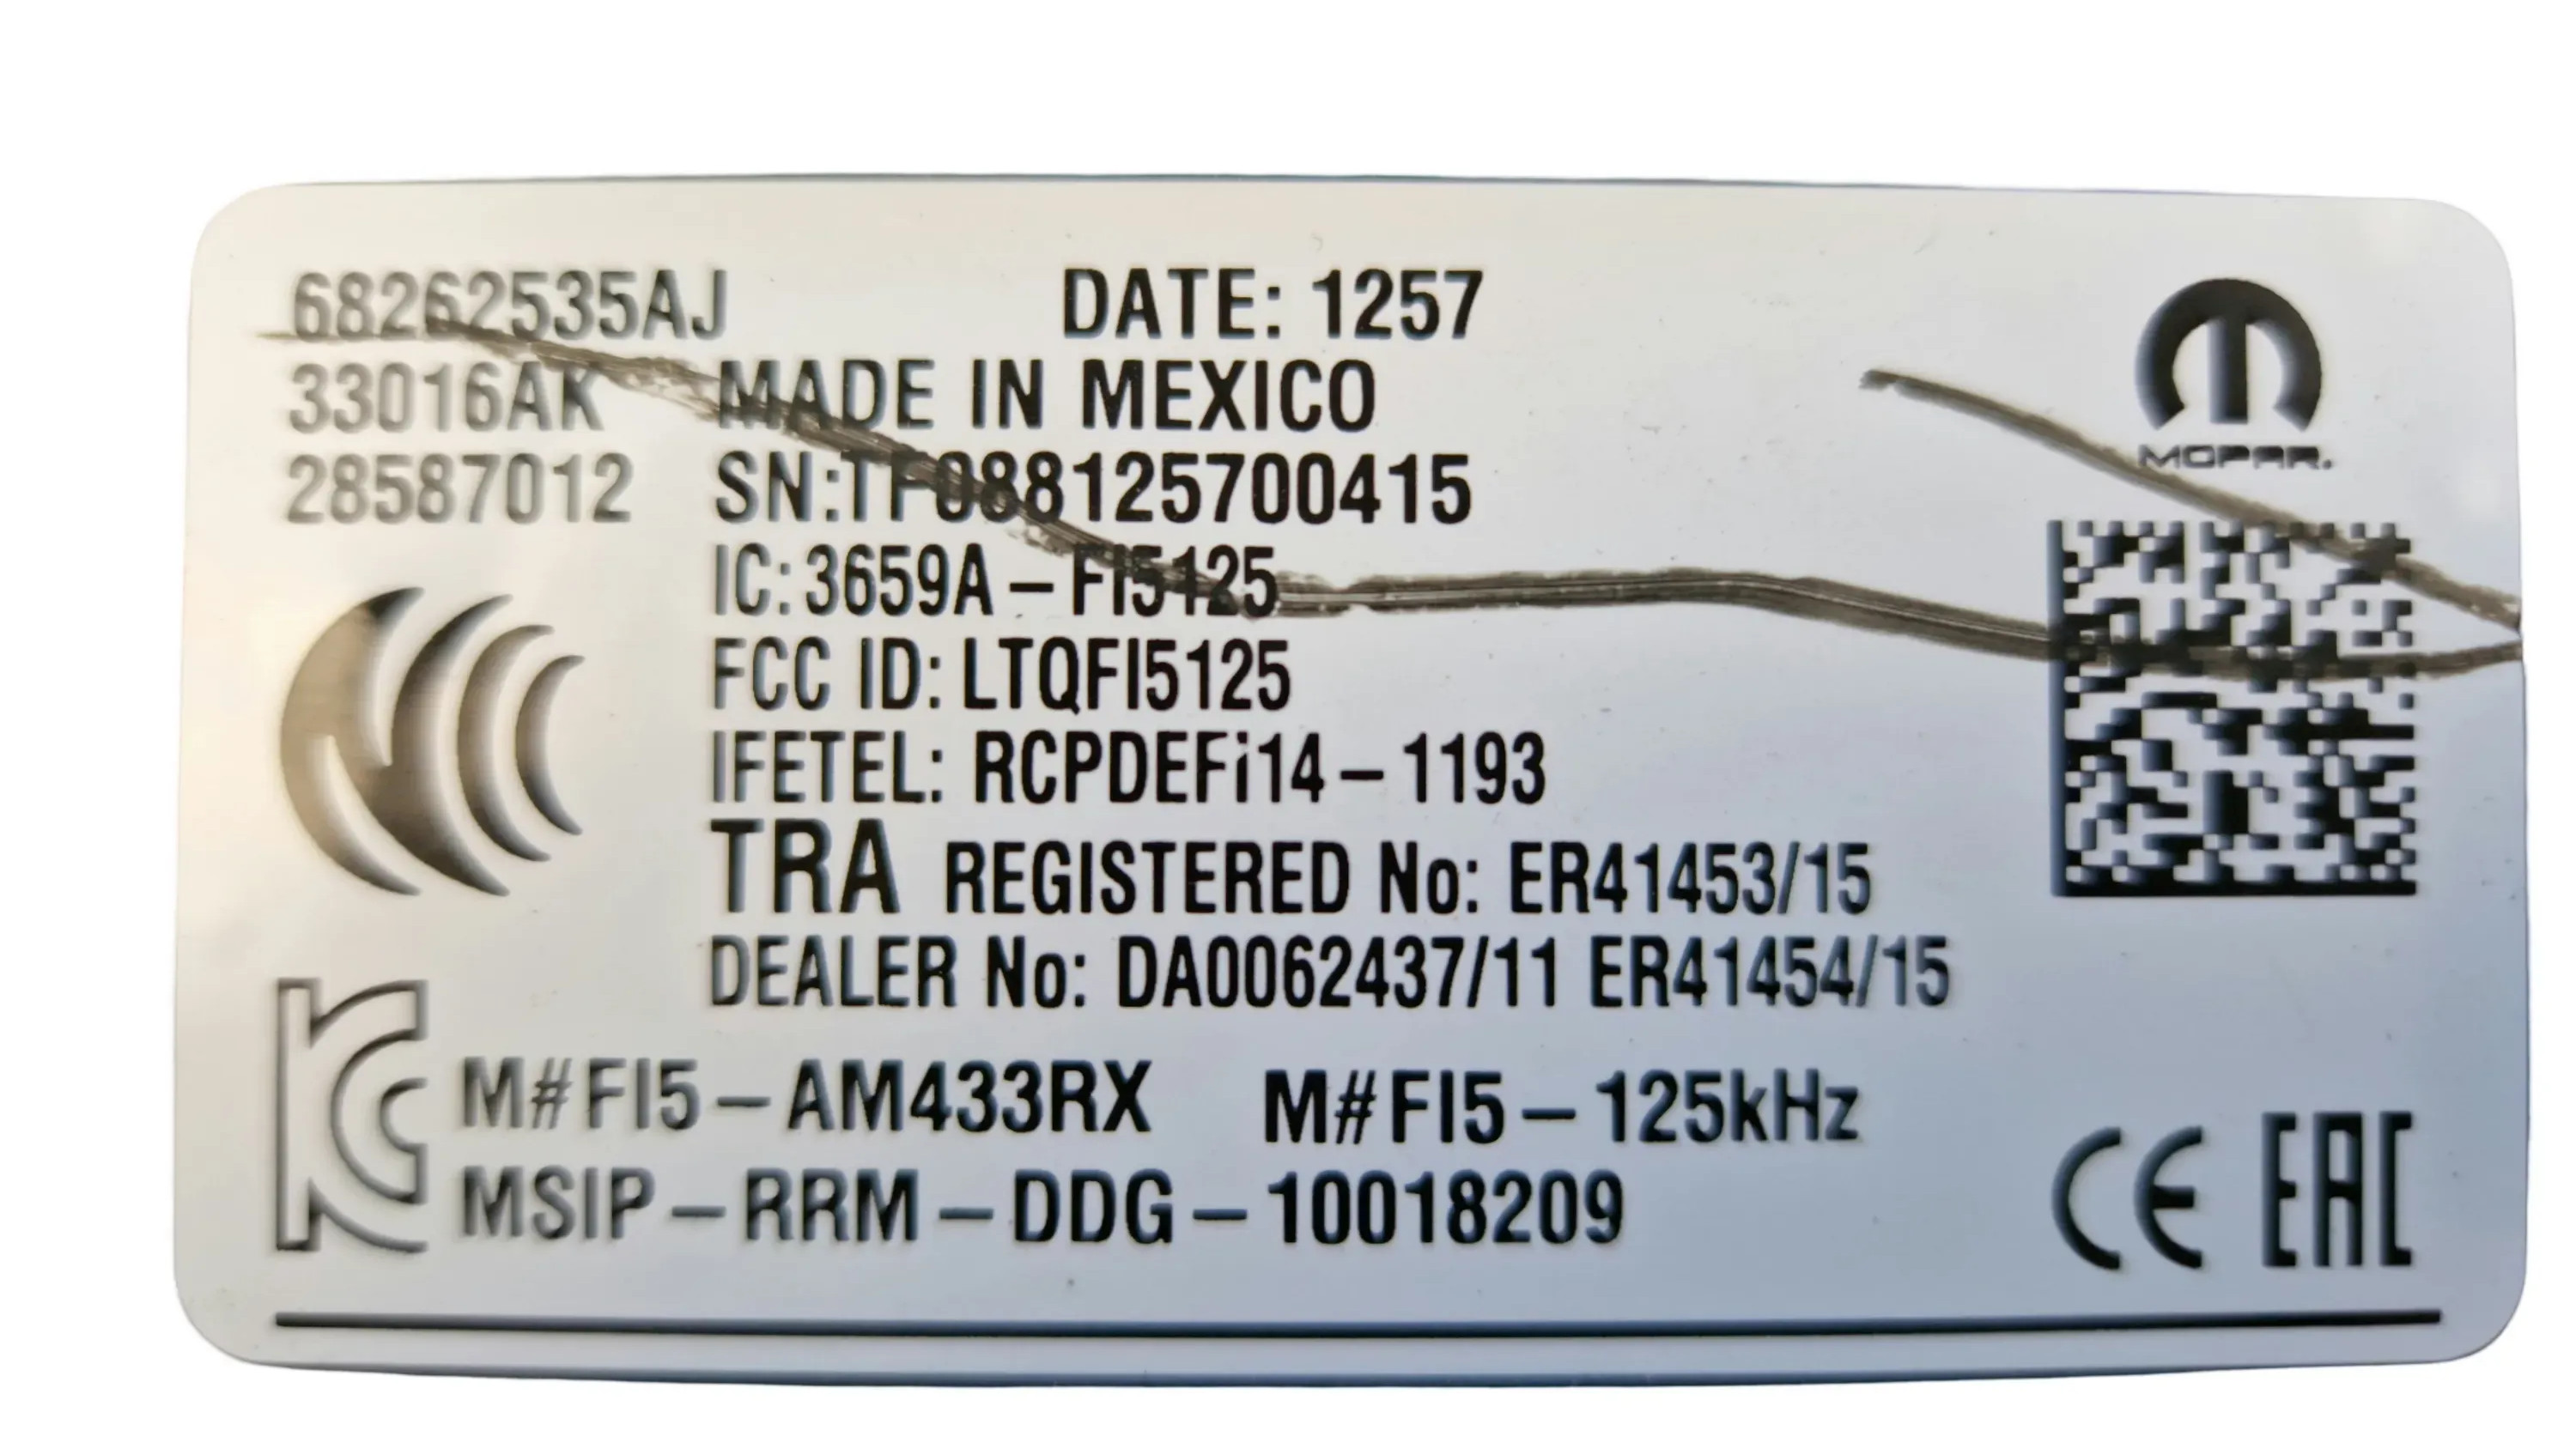 68262535AJ DATE: 1257
33016AK MADE IN MEXICO
28587012 SN:TF088125700415
IC: 3659A – FI5125
FCC ID: LTQFI5125
IFETEL: RCPDEFi14 – 1193
TRA REGISTERED No: ER41453/15
DEALER No: DA0062437/11 ER41454/15
M#FI5 – AM433RX M#FI5 – 125kHz
MSIP – RRM – DDG – 10018209
MOPAR.
CE EAC